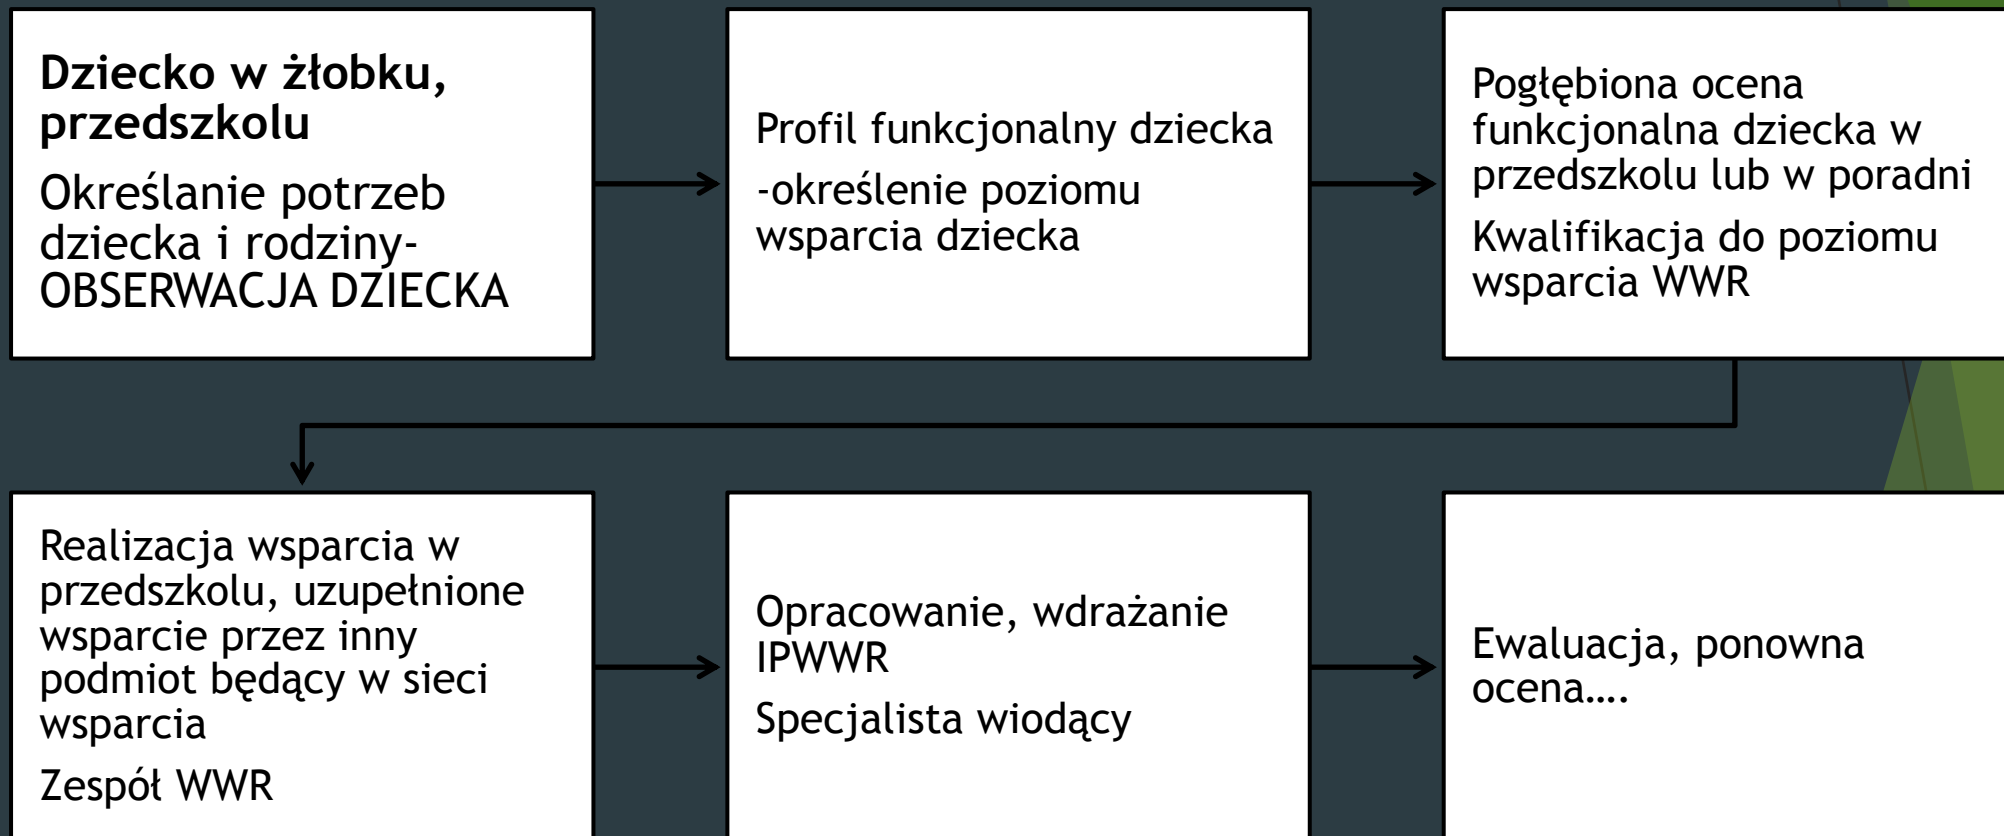 Dziecko w żłobku,
przedszkolu
Określanie potrzeb
dziecka i rodziny-
OBSERWACJA DZIECKA
Profil funkcjonalny dziecka
-określenie poziomu
wsparcia dziecka
Pogłębiona ocena
funkcjonalna dziecka w
przedszkolu lub w poradni
Kwalifikacja do poziomu
wsparcia WWR
Realizacja wsparcia w
przedszkolu, uzupełnione
wsparcie przez inny
podmiot będący w sieci
wsparcia
Zespół WWR
Opracowanie, wdrażanie
IPWWR
Specjalista wiodący
Ewaluacja, ponowna
ocena….